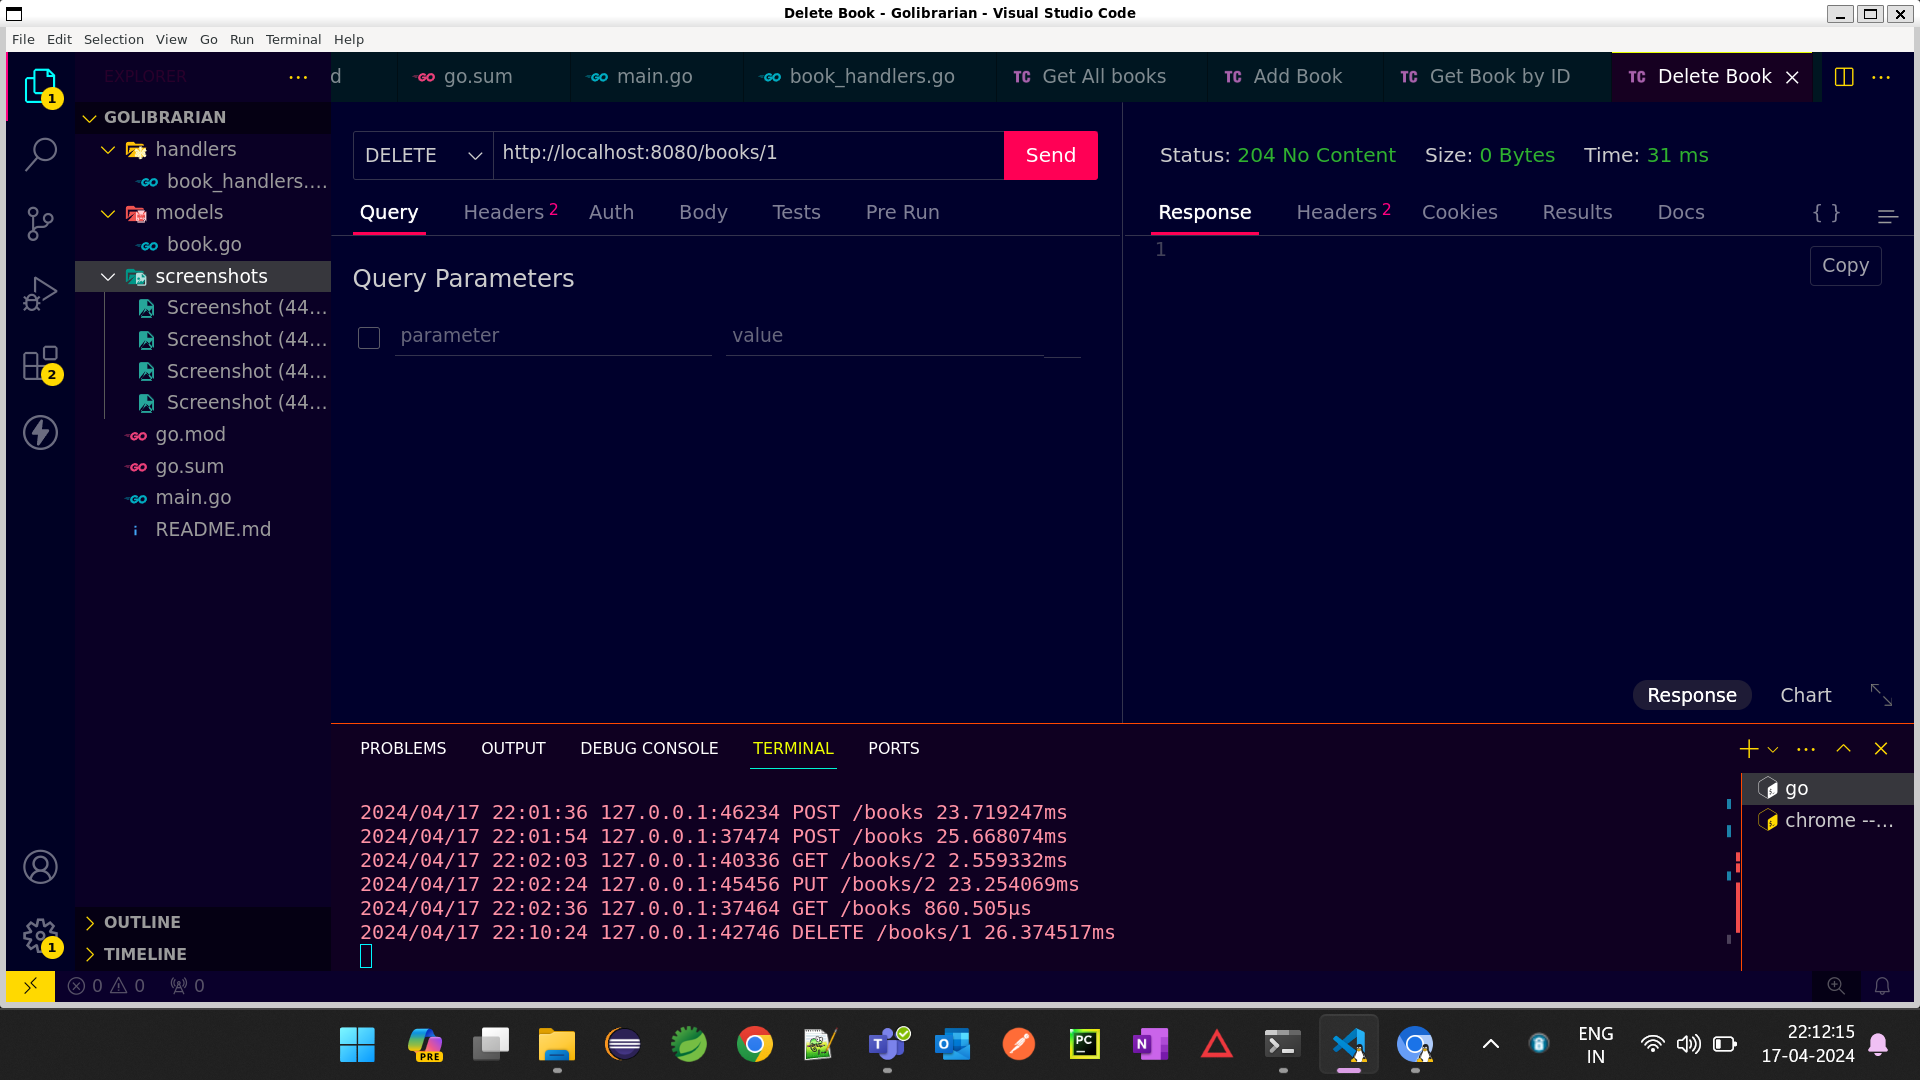 Delete Book - Golibrarian - Visual Studio Code
File Edit Selection View Go Run Terminal Help
EXPLORER
d go.sum main.go book_handlers.go TC Get All books TC Add Book TC Get Book by ID TC Delete Book
GOLIBRARIAN
handlers
book_handlers....
models
book.go
screenshots
Screenshot (44...
Screenshot (44...
Screenshot (44...
Screenshot (44...
go.mod
go.sum
main.go
README.md
OUTLINE
TIMELINE
1
2
1
DELETE http://localhost:8080/books/1 Send
Query Headers 2 Auth Body Tests Pre Run
Query Parameters
parameter value
Status: 204 No Content Size: 0 Bytes Time: 31 ms
Response Headers 2 Cookies Results Docs { }
1
Copy
Response Chart
PROBLEMS OUTPUT DEBUG CONSOLE TERMINAL PORTS
2024/04/17 22:01:36 127.0.0.1:46234 POST /books 23.719247ms
2024/04/17 22:01:54 127.0.0.1:37474 POST /books 25.668074ms
2024/04/17 22:02:03 127.0.0.1:40336 GET /books/2 2.559332ms
2024/04/17 22:02:24 127.0.0.1:45456 PUT /books/2 23.254069ms
2024/04/17 22:02:36 127.0.0.1:37464 GET /books 860.505µs
2024/04/17 22:10:24 127.0.0.1:42746 DELETE /books/1 26.374517ms
go
chrome --...
0 0 0
PRE
PC
ENG
IN
22:12:15
17-04-2024